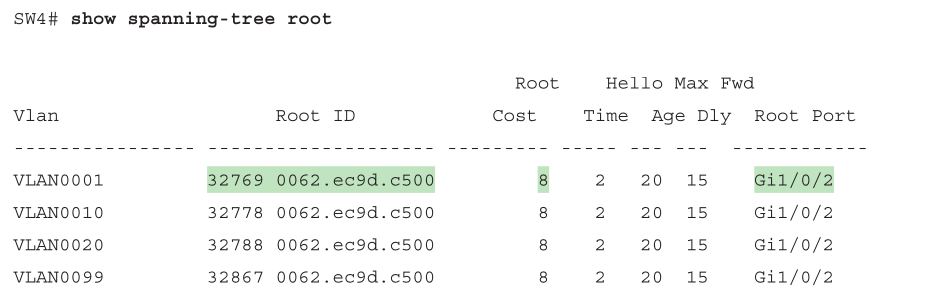 SW4# show spanning-tree root
Root Hello Max Fwd
Vlan Root ID Cost Time Age Dly Root Port
---------------- -------------------- --------- ----- --- --- ------------
VLAN0001 32769 0062.ec9d.c500 8 2 20 15 Gi1/0/2
VLAN0010 32778 0062.ec9d.c500 8 2 20 15 Gi1/0/2
VLAN0020 32788 0062.ec9d.c500 8 2 20 15 Gi1/0/2
VLAN0099 32867 0062.ec9d.c500 8 2 20 15 Gi1/0/2